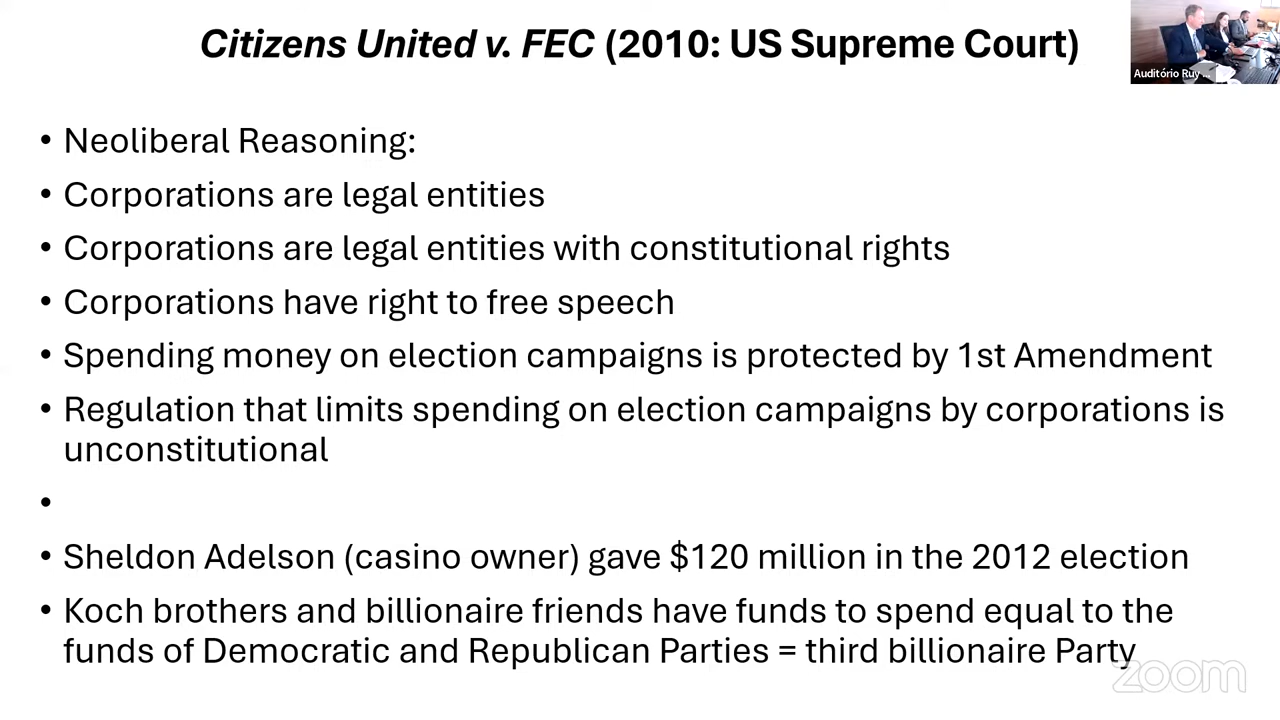 Citizens United v. FEC (2010: US Supreme Court)
Auditório Ruy ...
• Neoliberal Reasoning:
• Corporations are legal entities
• Corporations are legal entities with constitutional rights
• Corporations have right to free speech
• Spending money on election campaigns is protected by 1st Amendment
• Regulation that limits spending on election campaigns by corporations is
unconstitutional
•
• Sheldon Adelson (casino owner) gave $120 million in the 2012 election
• Koch brothers and billionaire friends have funds to spend equal to the
funds of Democratic and Republican Parties = third billionaire Party
zoom